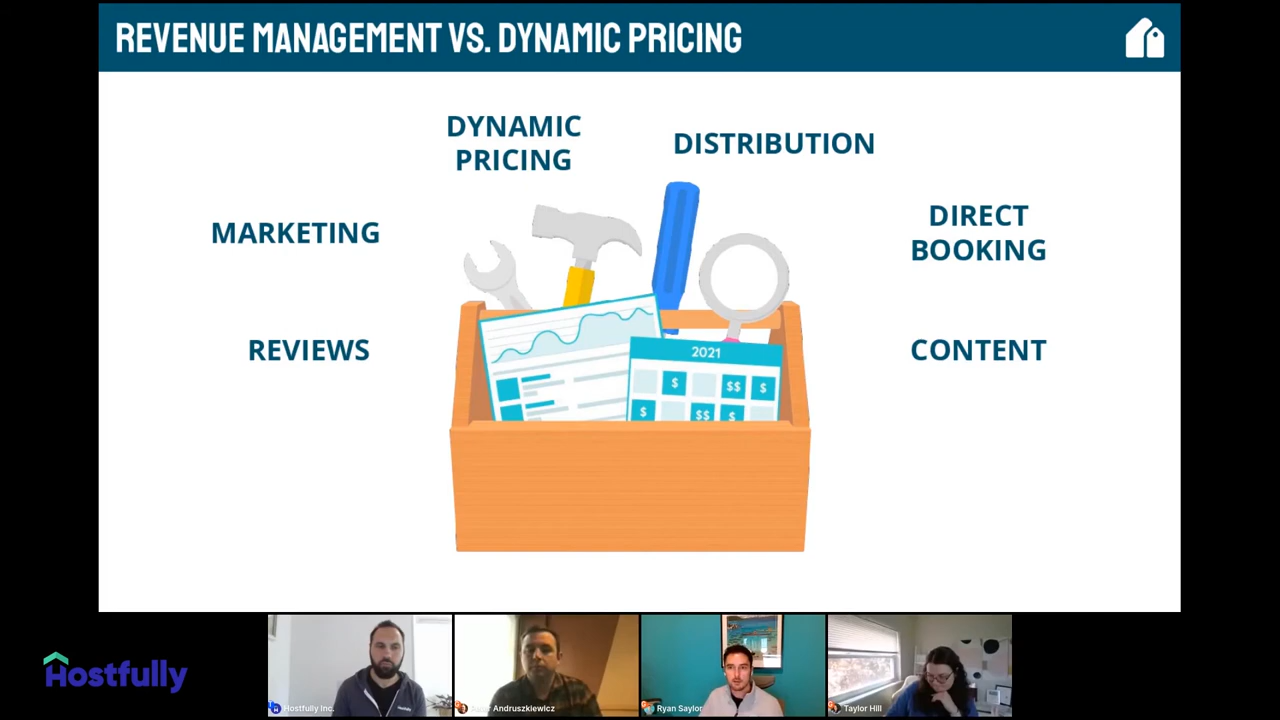 REVENUE MANAGEMENT VS. DYNAMIC PRICING
DYNAMIC
PRICING
DISTRIBUTION
MARKETING
DIRECT
BOOKING
REVIEWS
CONTENT
2021
$ $$ $
$ $$ $
Hostfully
Hostfully Inc.
Andruszkiewicz
Ryan Saylor
Taylor Hill